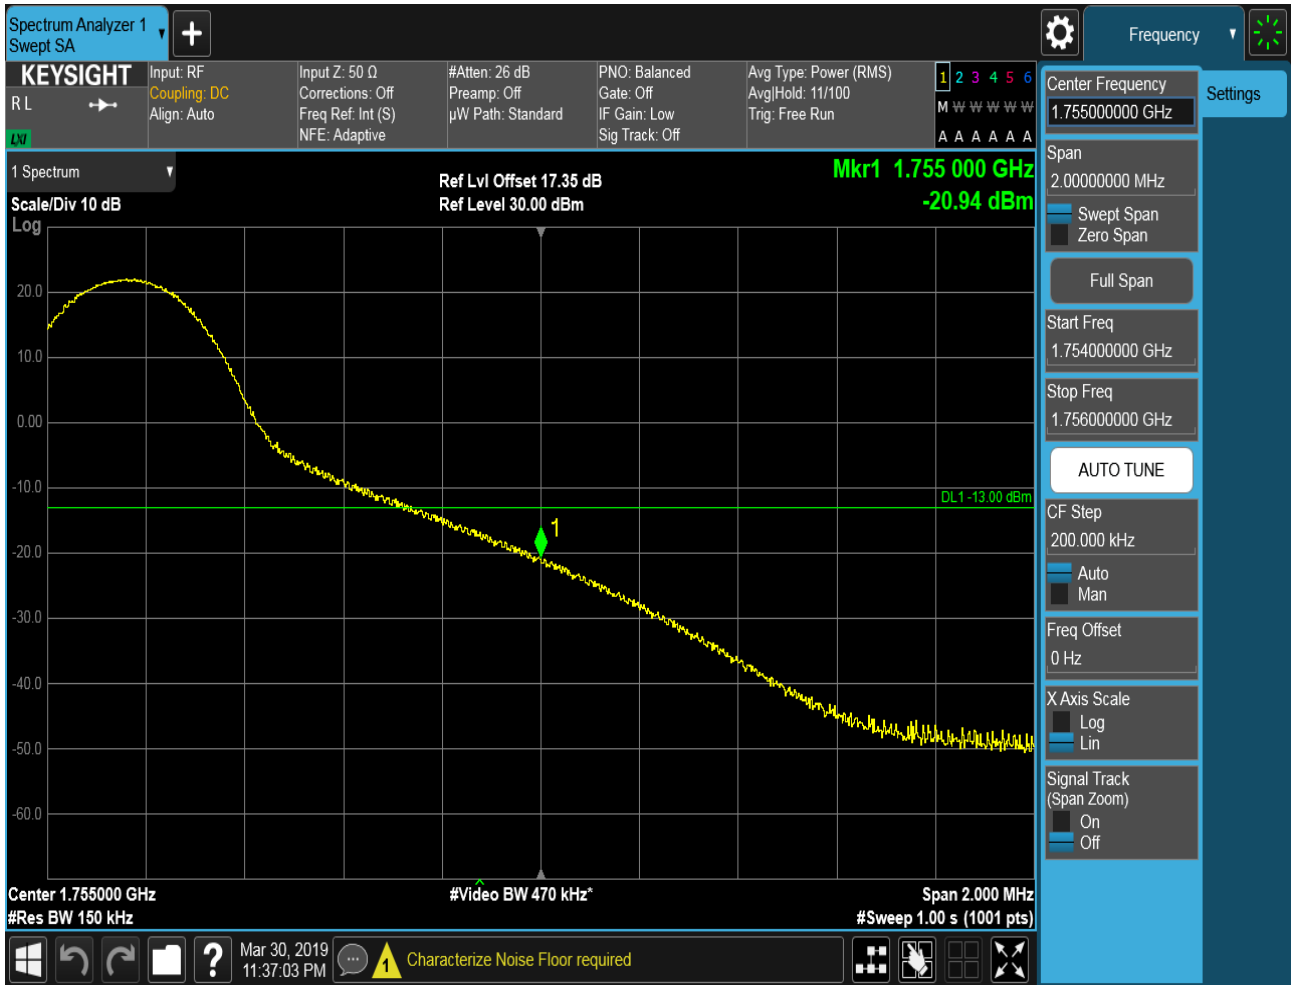 Spectrum Analyzer 1
Swept SA
Frequency
KEYSIGHT
R L
LXI
Input: RF
Coupling: DC
Align: Auto
Input Z: 50 Ω
Corrections: Off
Freq Ref: Int (S)
NFE: Adaptive
#Atten: 26 dB
Preamp: Off
µW Path: Standard
PNO: Balanced
Gate: Off
IF Gain: Low
Sig Track: Off
Avg Type: Power (RMS)
Avg|Hold: 11/100
Trig: Free Run
1 2 3 4 5 6
M W W W W W
A A A A A A
1 Spectrum
Scale/Div 10 dB
Log
Ref Lvl Offset 17.35 dB
Ref Level 30.00 dBm
Mkr1 1.755 000 GHz
-20.94 dBm
20.0
10.0
0.00
-10.0
-20.0
-30.0
-40.0
-50.0
-60.0
DL1 -13.00 dBm
1
Center 1.755000 GHz
#Res BW 150 kHz
#Video BW 470 kHz*
Span 2.000 MHz
#Sweep 1.00 s (1001 pts)
Center Frequency
1.755000000 GHz
Settings
Span
2.00000000 MHz
Swept Span
Zero Span
Full Span
Start Freq
1.754000000 GHz
Stop Freq
1.756000000 GHz
AUTO TUNE
CF Step
200.000 kHz
Auto
Man
Freq Offset
0 Hz
X Axis Scale
Log
Lin
Signal Track
(Span Zoom)
On
Off
?
Mar 30, 2019
11:37:03 PM
1
Characterize Noise Floor required